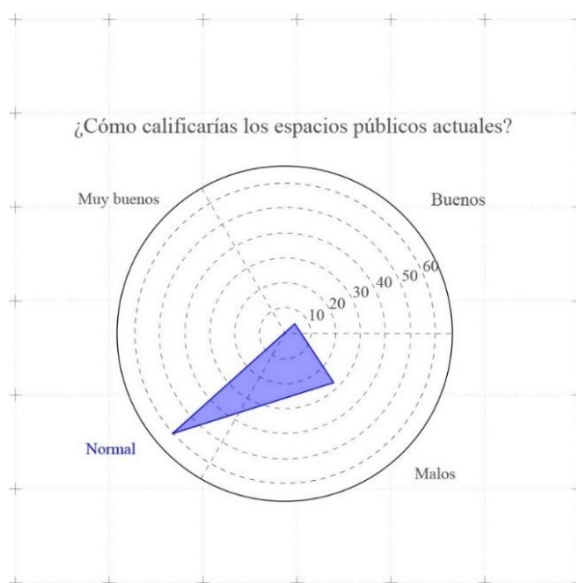 ¿Cómo calificarías los espacios públicos actuales?
Muy buenos
Buenos
10
20
30
40
50
60
Normal
Malos